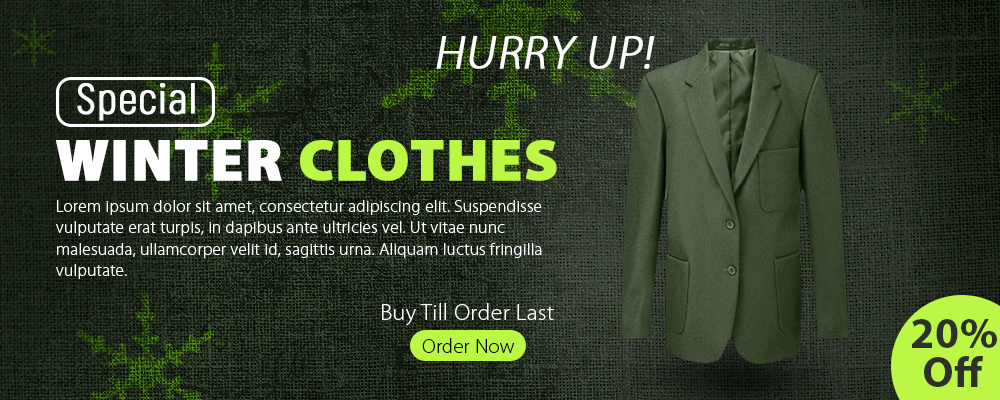 HURRY UP!
Special
WINTER CLOTHES
Lorem ipsum dolor sit amet, consectetur adipiscing elit. Suspendisse
vulputate erat turpis, in dapibus ante ultricies vel. Ut vitae nunc
malesuada, ullamcorper velit id, sagittis urna. Aliquam luctus fringilla
vulputate.
Buy Till Order Last
Order Now
20%
Off